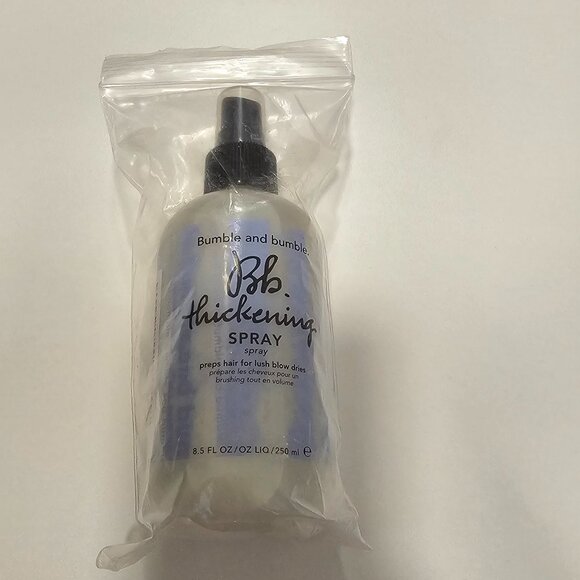 Bumble and bumble.
Bb.
thickening
SPRAY
spray
preps hair for lush blow dries
prépare les cheveux pour un
brushing tout en volume
8.5 FL OZ/OZ LIQ/250 ml e